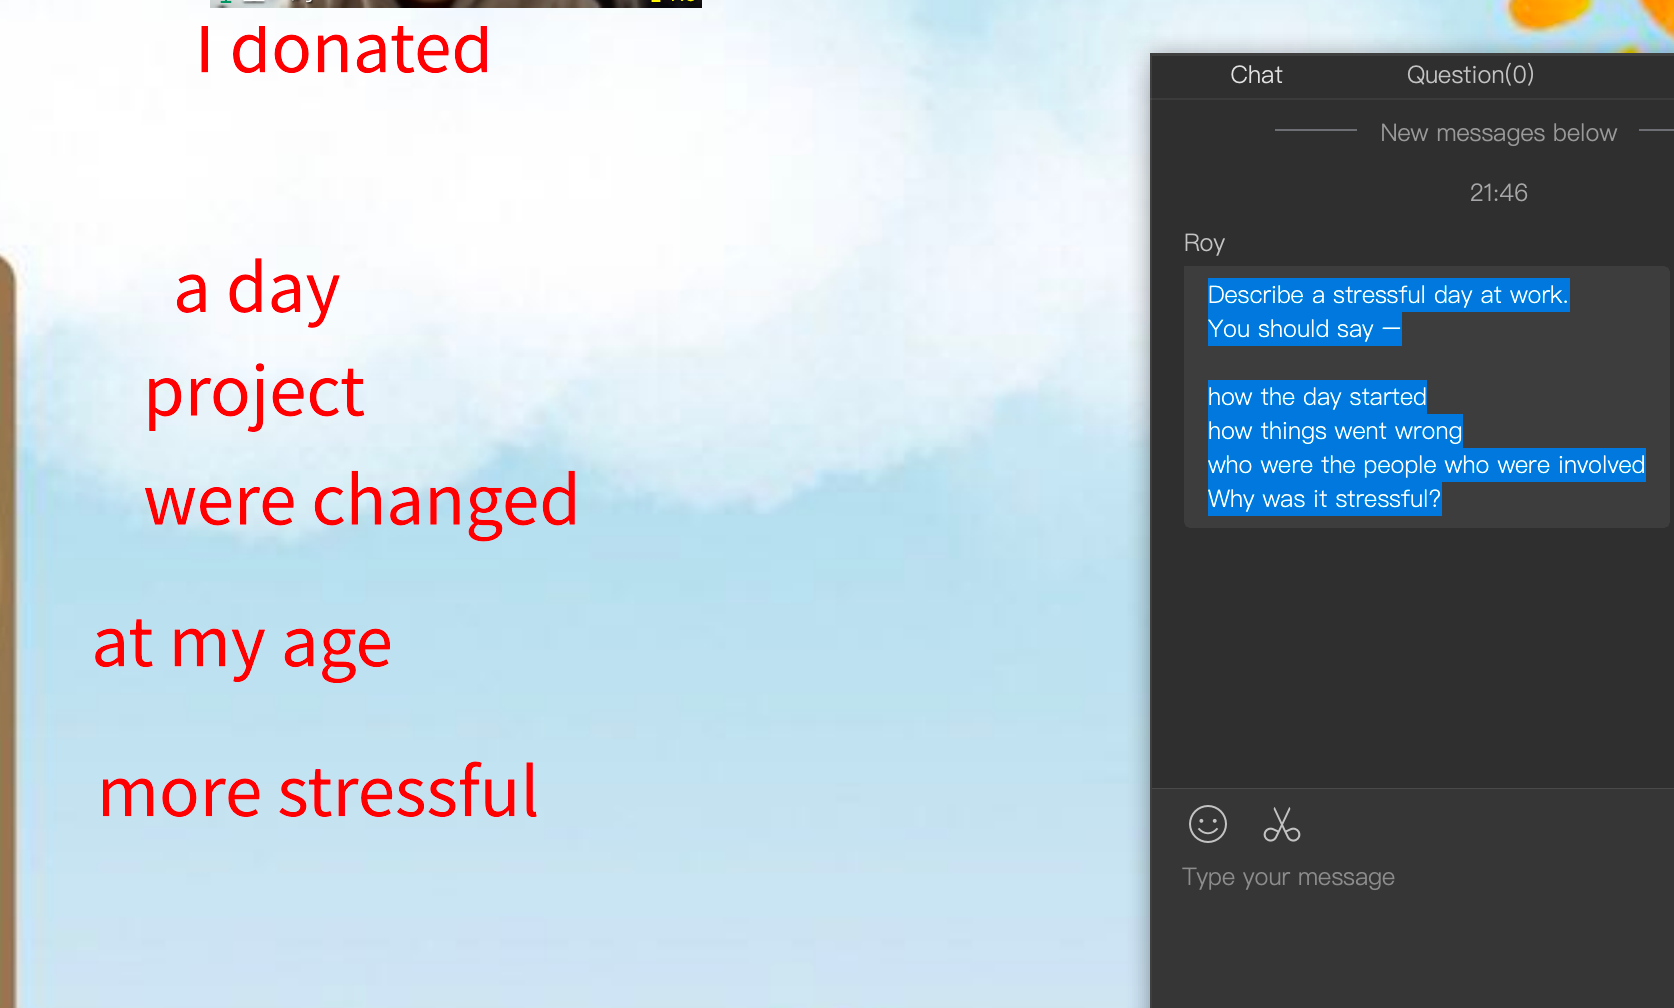 I donated
a day
project
were changed
at my age
more stressful
Chat
Question(0)
New messages below
21:46
Roy
Describe a stressful day at work.
You should say —
how the day started
how things went wrong
who were the people who were involved
Why was it stressful?
Type your message